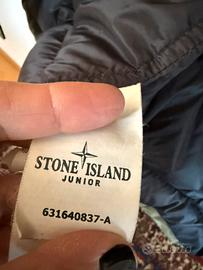 STONE ISLAND
JUNIOR
631640837-A